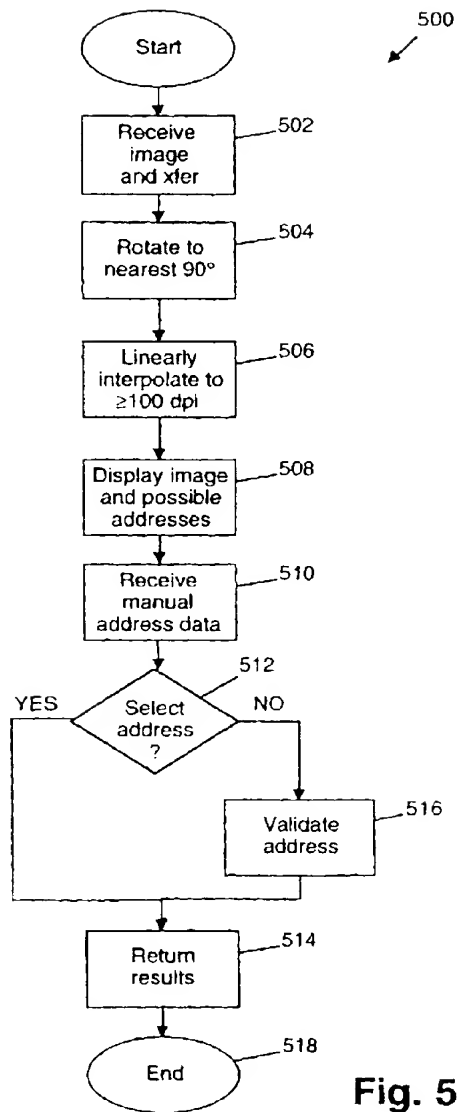 500
Start
502
Receive
image
and xfer
504
Rotate to
nearest 90°
506
Linearly
interpolate to
≥100 dpi
508
Display image
and possible
addresses
510
Receive
manual
address data
512
YES
Select
address
?
NO
516
Validate
address
514
Return
results
518
End
Fig. 5